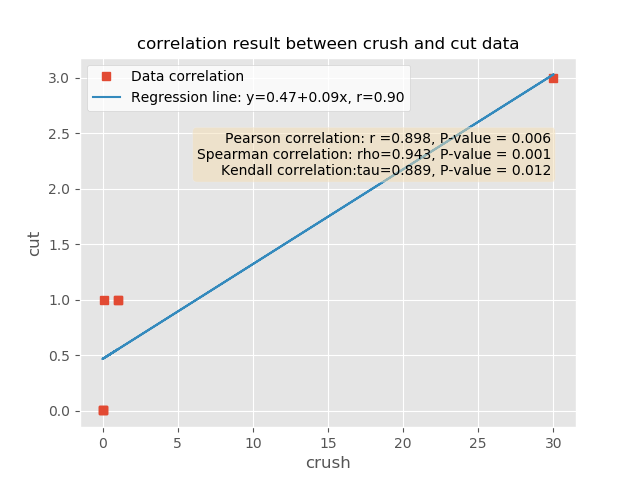 correlation result between crush and cut data
Data correlation
Regression line: y=0.47+0.09x, r=0.90
Pearson correlation: r =0.898, P-value = 0.006
Spearman correlation: rho=0.943, P-value = 0.001
Kendall correlation:tau=0.889, P-value = 0.012
3.0
2.5
2.0
1.5
1.0
0.5
0.0
cut
0 5 10 15 20 25 30
crush